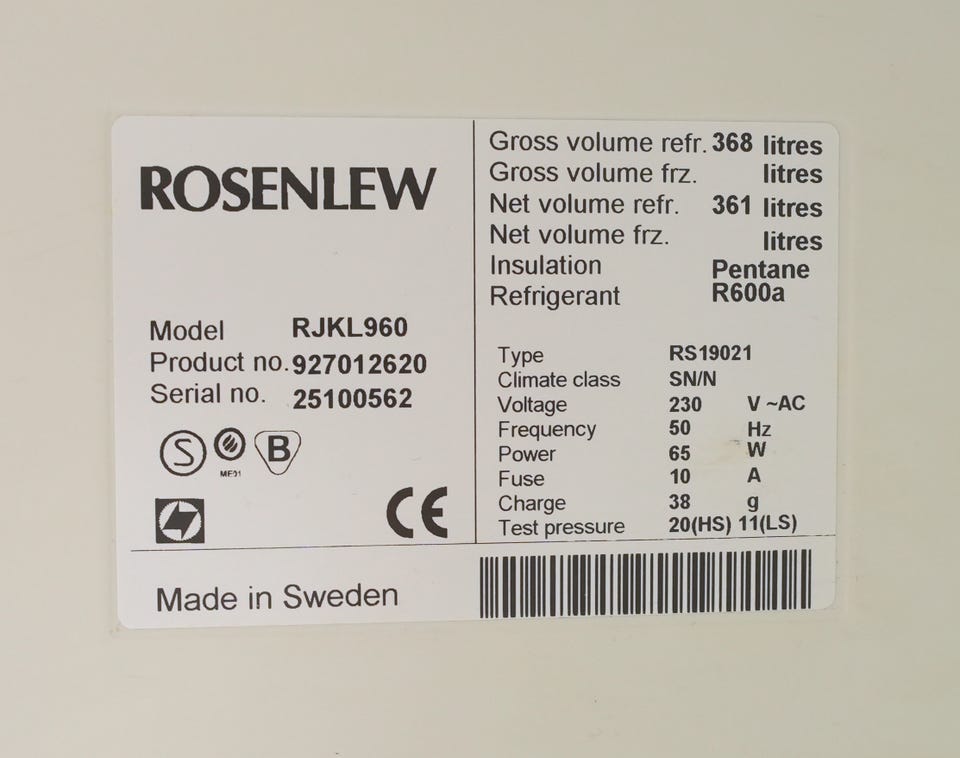 ROSENLEW
Model RJKL960
Product no. 927012620
Serial no. 25100562
S
ME01
B
CE
Made in Sweden
Gross volume refr. 368 litres
Gross volume frz. litres
Net volume refr. 361 litres
Net volume frz. litres
Insulation Pentane
Refrigerant R600a
Type RS19021
Climate class SN/N
Voltage 230 V ~AC
Frequency 50 Hz
Power 65 W
Fuse 10 A
Charge 38 g
Test pressure 20(HS) 11(LS)